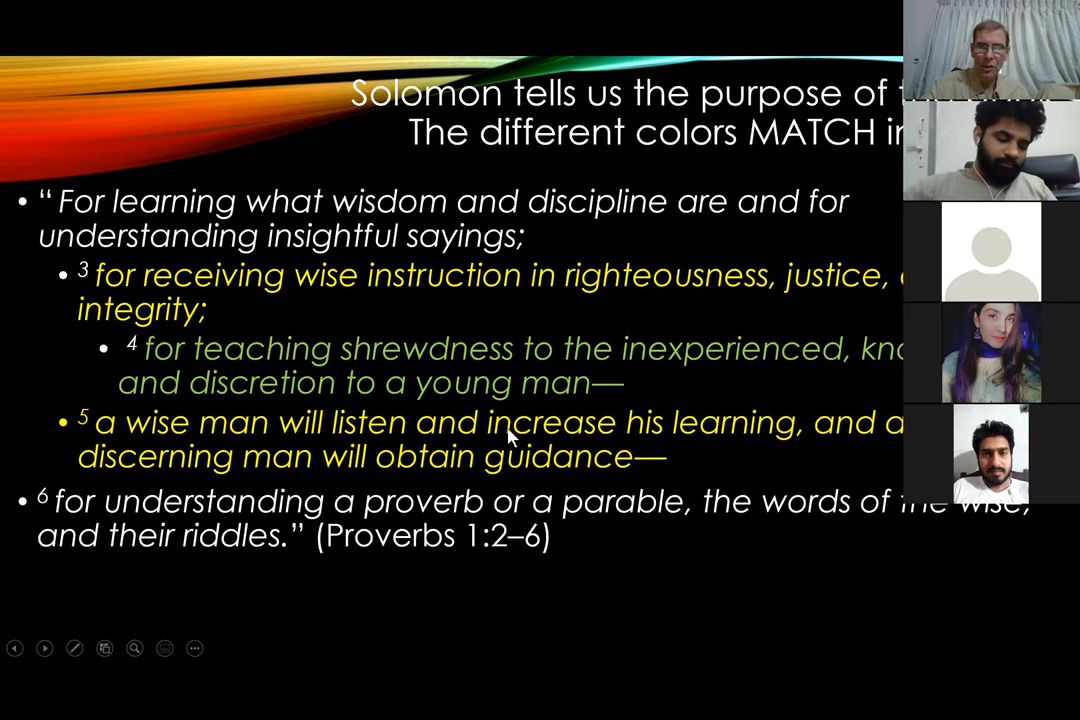 Solomon tells us the purpose of
The different colors MATCH
• “ For learning what wisdom and discipline are and for
understanding insightful sayings;
• 3 for receiving wise instruction in righteousness, justice,
integrity;
• 4 for teaching shrewdness to the inexperienced,
and discretion to a young man—
• 5 a wise man will listen and increase his learning, and a
discerning man will obtain guidance—
• 6 for understanding a proverb or a parable, the words of the wise,
and their riddles.” (Proverbs 1:2–6)